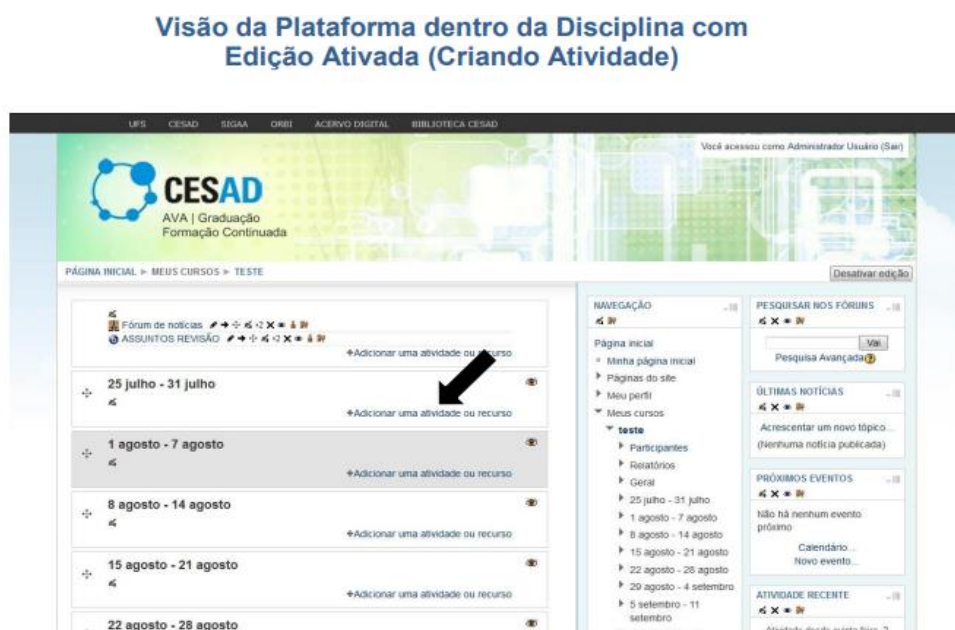 Visão da Plataforma dentro da Disciplina com
Edição Ativada (Criando Atividade)
UFS CESAD SIGAA ORBI ACERVO DIGITAL BIBLIOTECA CESAD
Você acessou como Administrador Usuário (Sair)
CESAD
AVA | Graduação
Formação Continuada
PÁGINA INICIAL ► MEUS CURSOS ► TESTE
Desativar edição
Fórum de notícias
ASSUNTOS REVISÃO
+Adicionar uma atividade ou recurso
25 julho - 31 julho
+Adicionar uma atividade ou recurso
1 agosto - 7 agosto
+Adicionar uma atividade ou recurso
8 agosto - 14 agosto
+Adicionar uma atividade ou recurso
15 agosto - 21 agosto
+Adicionar uma atividade ou recurso
22 agosto - 28 agosto
NAVEGAÇÃO
Página inicial
Minha página inicial
Páginas do site
Meu perfil
Meus cursos
teste
Participantes
Relatórios
Geral
25 julho - 31 julho
1 agosto - 7 agosto
8 agosto - 14 agosto
15 agosto - 21 agosto
22 agosto - 28 agosto
29 agosto - 4 setembro
5 setembro - 11
setembro
PESQUISAR NOS FÓRUNS
Vai
Pesquisa Avançada
ÚLTIMAS NOTÍCIAS
Acrescentar um novo tópico...
(Nenhuma notícia publicada)
PRÓXIMOS EVENTOS
Não há nenhum evento
próximo
Calendário...
Novo evento...
ATIVIDADE RECENTE